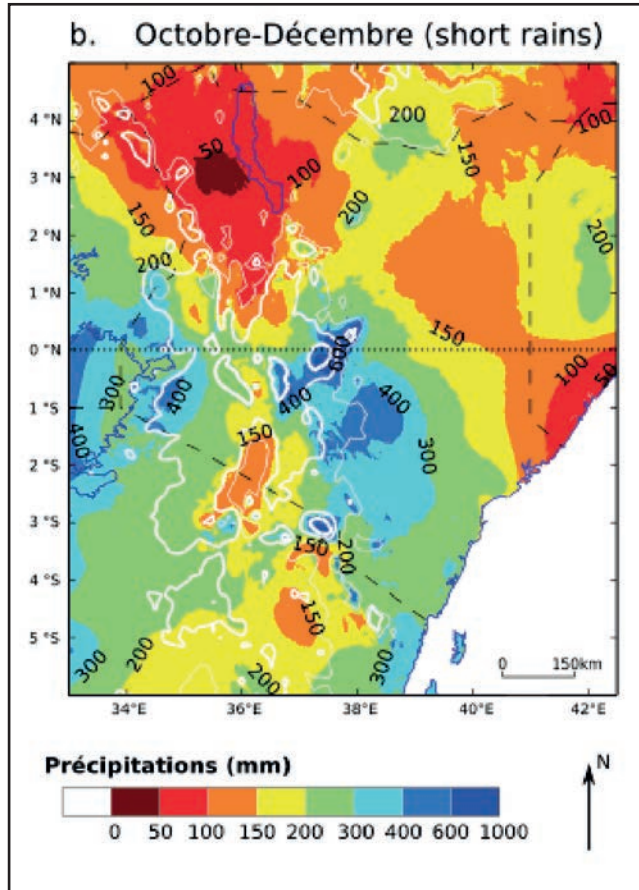 b. Octobre-Décembre (short rains)
100
200
4 °N
50
100
150
100
3 °N
200
150
200
2 °N
200
1 °N
150
0 °N
600
100
50
300
400
400
400
1 °S
400
300
150
2 °S
3 °S
150
200
4 °S
150
5 °S
300
200
200
300
0 150km
34°E 36°E 38°E 40°E 42°E
Précipitations (mm)
N
0 50 100 150 200 300 400 600 1000